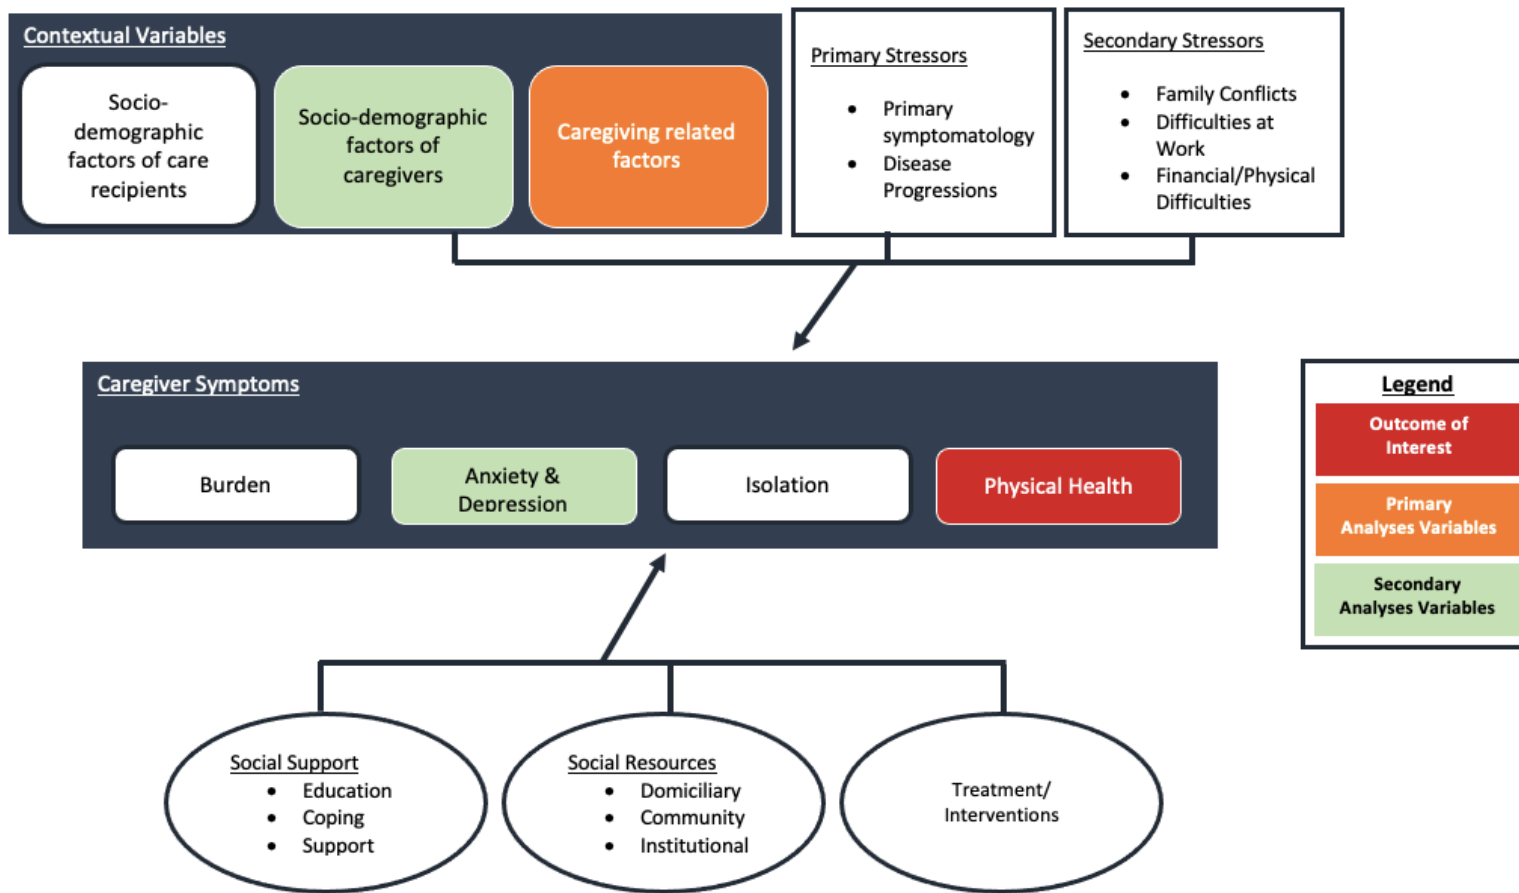 Contextual Variables
Socio-
demographic
factors of care
recipients
Socio-demographic
factors of
caregivers
Caregiving related
factors
Primary Stressors
• Primary
symptomatology
• Disease
Progressions
Secondary Stressors
• Family Conflicts
• Difficulties at
Work
• Financial/Physical
Difficulties
Caregiver Symptoms
Burden
Anxiety &
Depression
Isolation
Physical Health
Legend
Outcome of
Interest
Primary
Analyses Variables
Secondary
Analyses Variables
Social Support
• Education
• Coping
• Support
Social Resources
• Domiciliary
• Community
• Institutional
Treatment/
Interventions